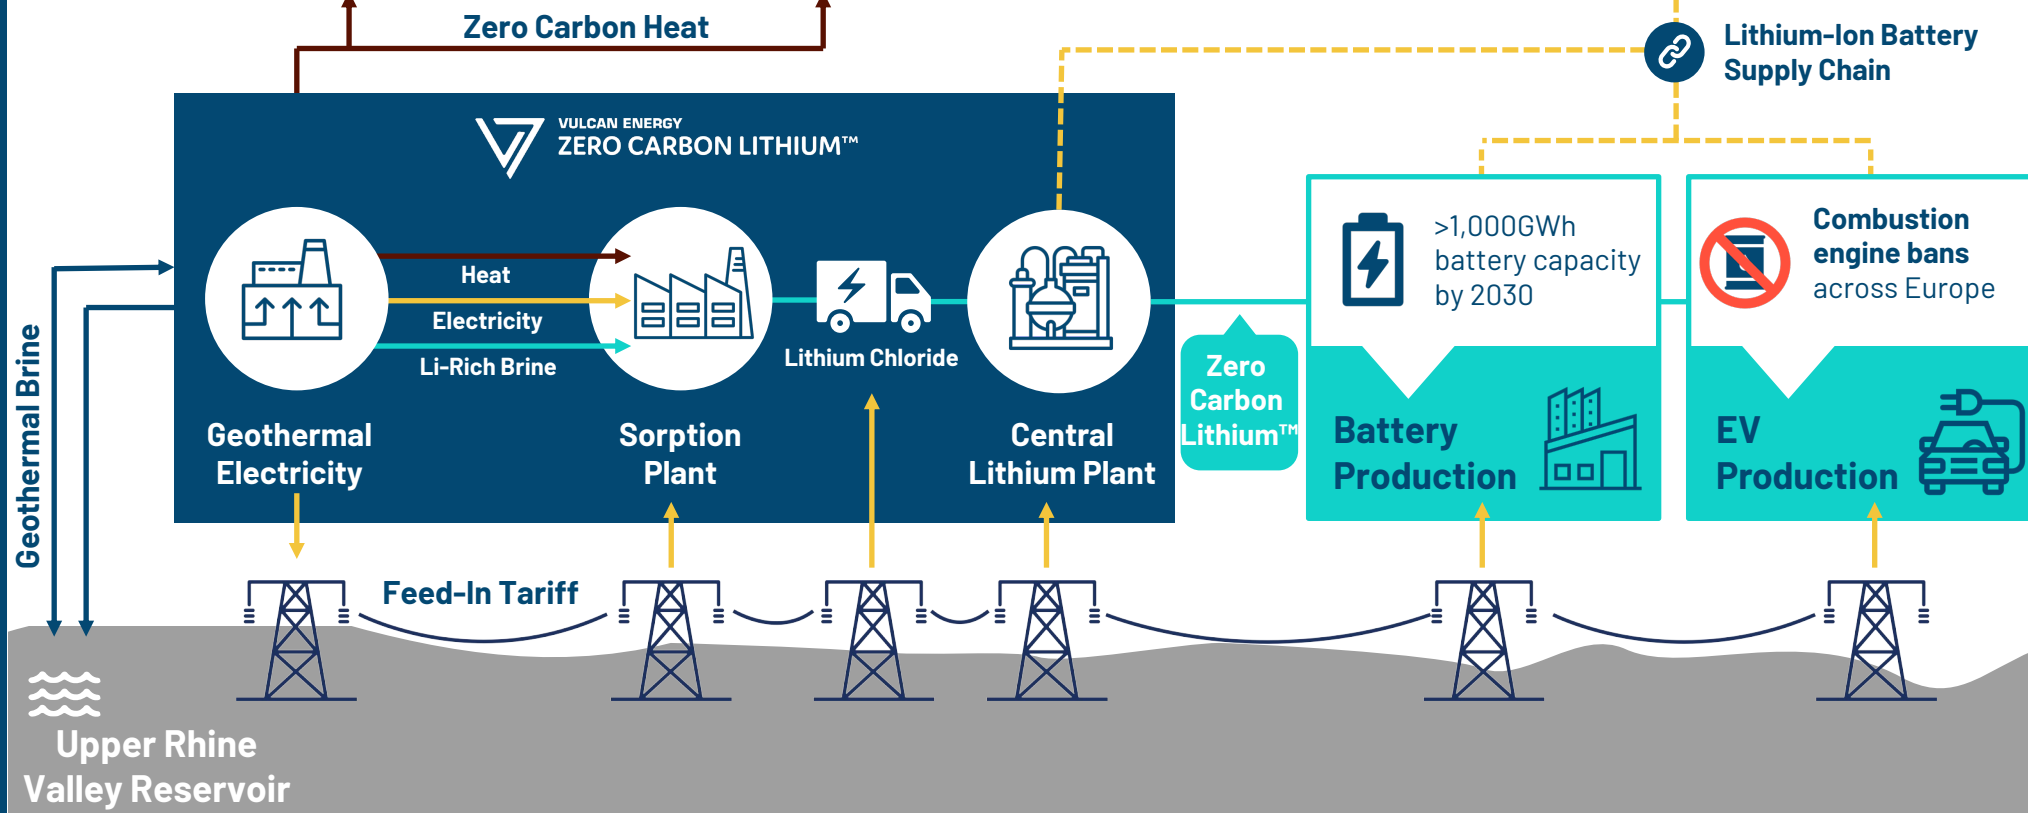 Zero Carbon Heat
Lithium-Ion Battery
Supply Chain
VULCAN ENERGY
ZERO CARBON LITHIUM™
Geothermal Brine
Heat
Electricity
Li-Rich Brine
Lithium Chloride
Geothermal
Electricity
Sorption
Plant
Central
Lithium Plant
Zero
Carbon
Lithium™
>1,000GWh
battery capacity
by 2030
Battery
Production
Combustion
engine bans
across Europe
EV
Production
Feed-In Tariff
Upper Rhine
Valley Reservoir